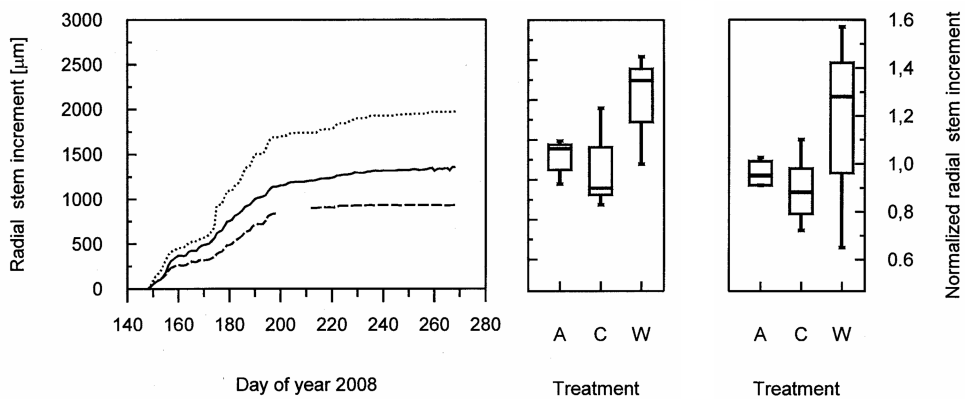 Radial stem increment [µm]
3000
2500
2000
1500
1000
500
0
140 160 180 200 220 240 260 280
Day of year 2008
A C W
Treatment
A C W
Treatment
1.6
1,4
1,2
1,0
0.8
0.6
Normalized radial stem increment